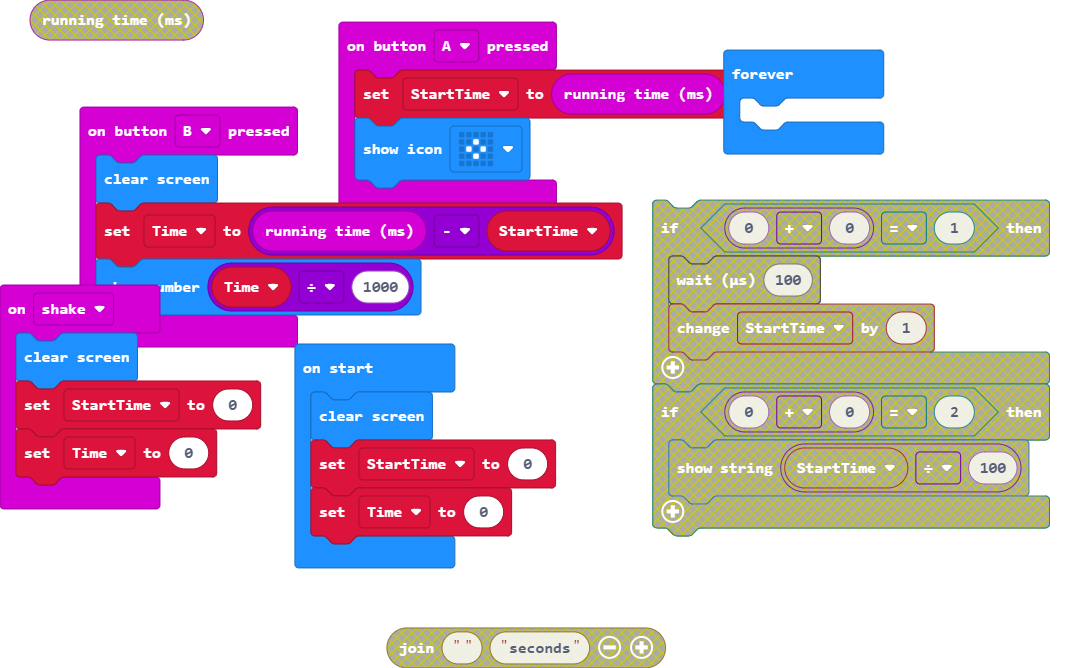 running time (ms)
on button A pressed
set StartTime to running time (ms)
show icon
forever
on button B pressed
clear screen
set Time to running time (ms) - StartTime
number Time ÷ 1000
on shake
clear screen
set StartTime to 0
set Time to 0
on start
clear screen
set StartTime to 0
set Time to 0
if 0 + 0 = 1 then
wait (µs) 100
change StartTime by 1
if 0 + 0 = 2 then
show string StartTime ÷ 100
join " " "seconds"